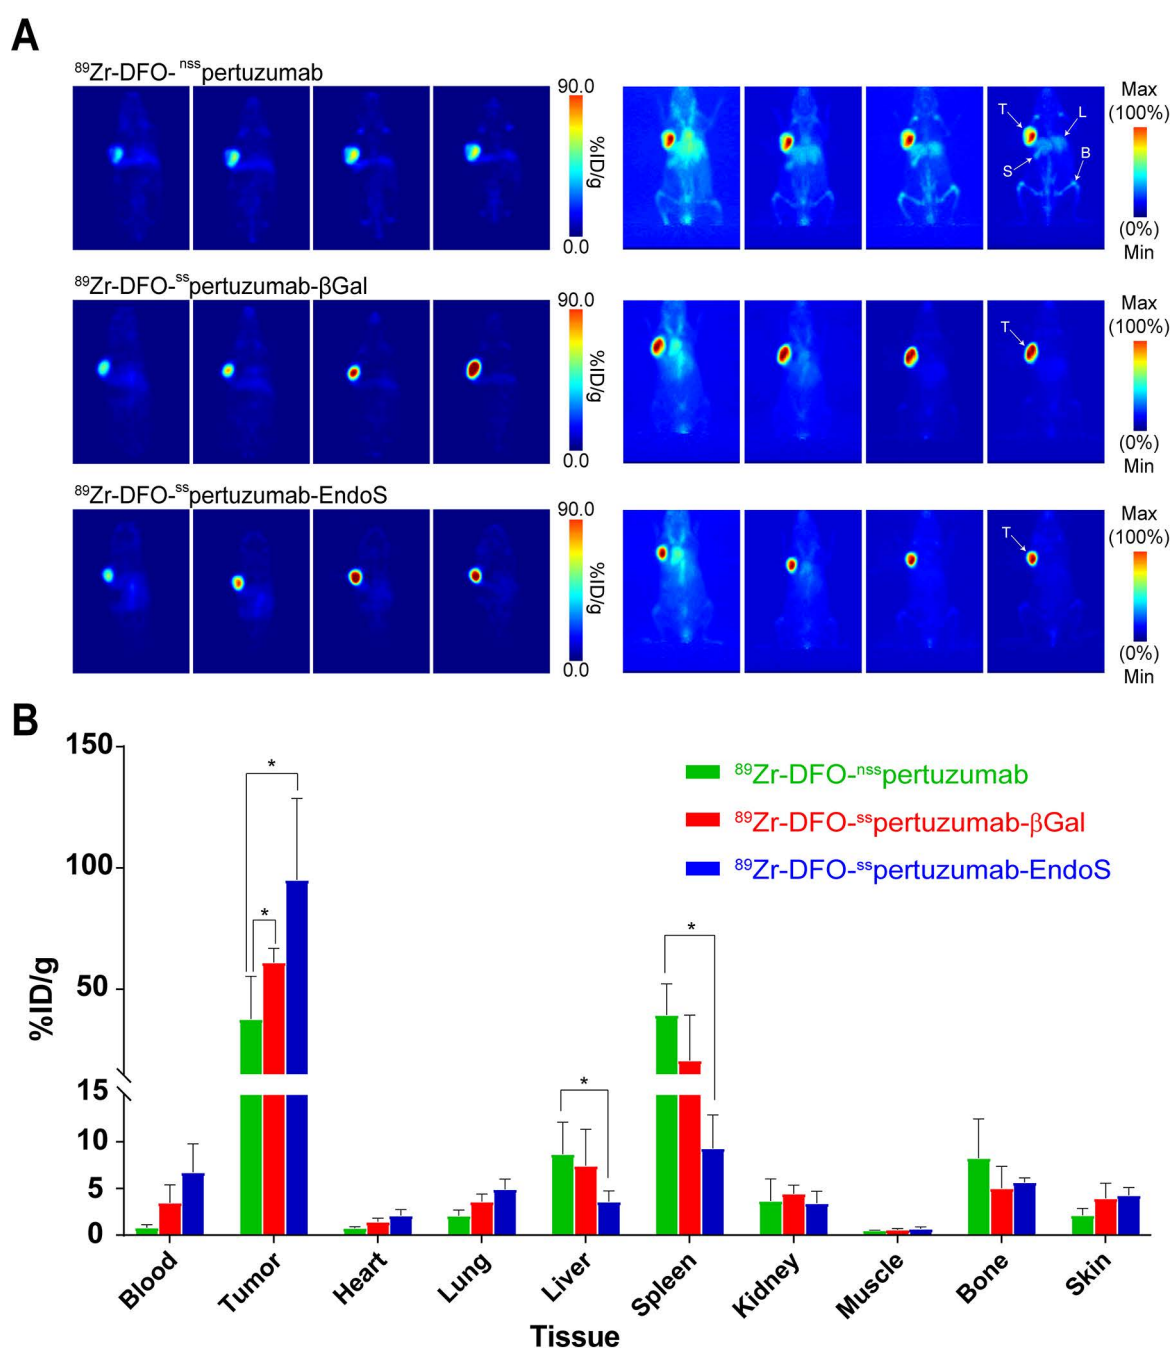 A
⁸⁹Zr-DFO- ⁿˢˢpertuzumab
90.0
%ID/g
0.0
T
L
S
B
Max
(100%)
(0%)
Min
⁸⁹Zr-DFO-ˢˢpertuzumab-βGal
90.0
%ID/g
0.0
T
Max
(100%)
(0%)
Min
⁸⁹Zr-DFO-ˢˢpertuzumab-EndoS
90.0
%ID/g
0.0
T
Max
(100%)
(0%)
Min
B
⁸⁹Zr-DFO-ⁿˢˢpertuzumab
⁸⁹Zr-DFO-ˢˢpertuzumab-βGal
⁸⁹Zr-DFO-ˢˢpertuzumab-EndoS
%ID/g
150
100
50
15
10
5
0
*
*
*
*
Blood
Tumor
Heart
Lung
Liver
Spleen
Kidney
Muscle
Bone
Skin
Tissue